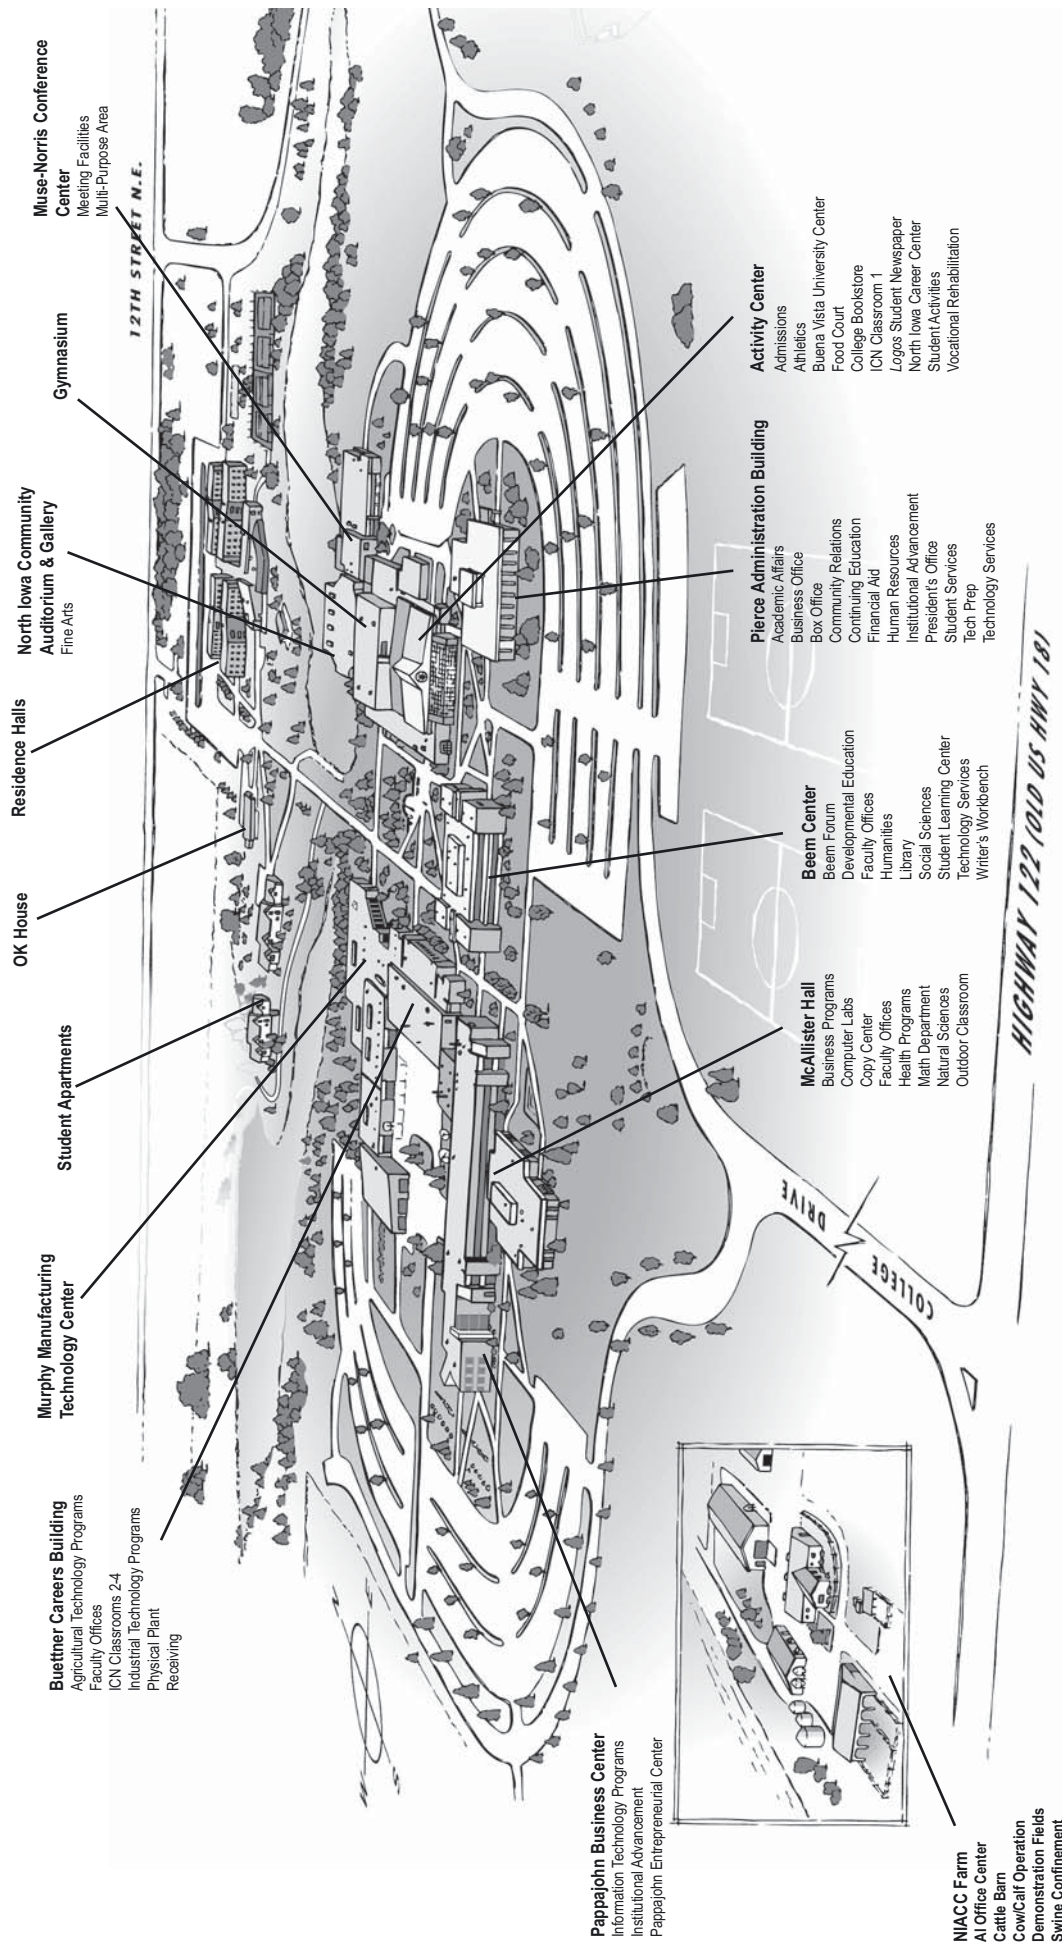 Buettner Careers Building
Agricultural Technology Programs
Faculty Offices
ICN Classrooms 2-4
Industrial Technology Programs
Physical Plant
Receiving
Murphy Manufacturing
Technology Center
Student Apartments
OK House
Residence Halls
North Iowa Community
Auditorium & Gallery
Fine Arts
Gymnasium
Muse-Norris Conference
Center
Meeting Facilities
Multi-Purpose Area
12TH STREET N.E.
Pappajohn Business Center
Information Technology Programs
Institutional Advancement
Pappajohn Entrepreneurial Center
NIACC Farm
AI Office Center
Cattle Barn
Cow/Calf Operation
Demonstration Fields
Swine Confinement
McAllister Hall
Business Programs
Computer Labs
Copy Center
Faculty Offices
Health Programs
Math Department
Natural Sciences
Outdoor Classroom
Beem Center
Beem Forum
Developmental Education
Faculty Offices
Humanities
Library
Social Sciences
Student Learning Center
Technology Services
Writer's Workbench
Pierce Administration Building
Academic Affairs
Business Office
Box Office
Community Relations
Continuing Education
Financial Aid
Human Resources
Institutional Advancement
President's Office
Student Services
Tech Prep
Technology Services
Activity Center
Admissions
Athletics
Buena Vista University Center
Food Court
College Bookstore
ICN Classroom 1
Logos Student Newspaper
North Iowa Career Center
Student Activities
Vocational Rehabilitation
COLLEGE DRIVE
HIGHWAY 122 (OLD US HWY 18)